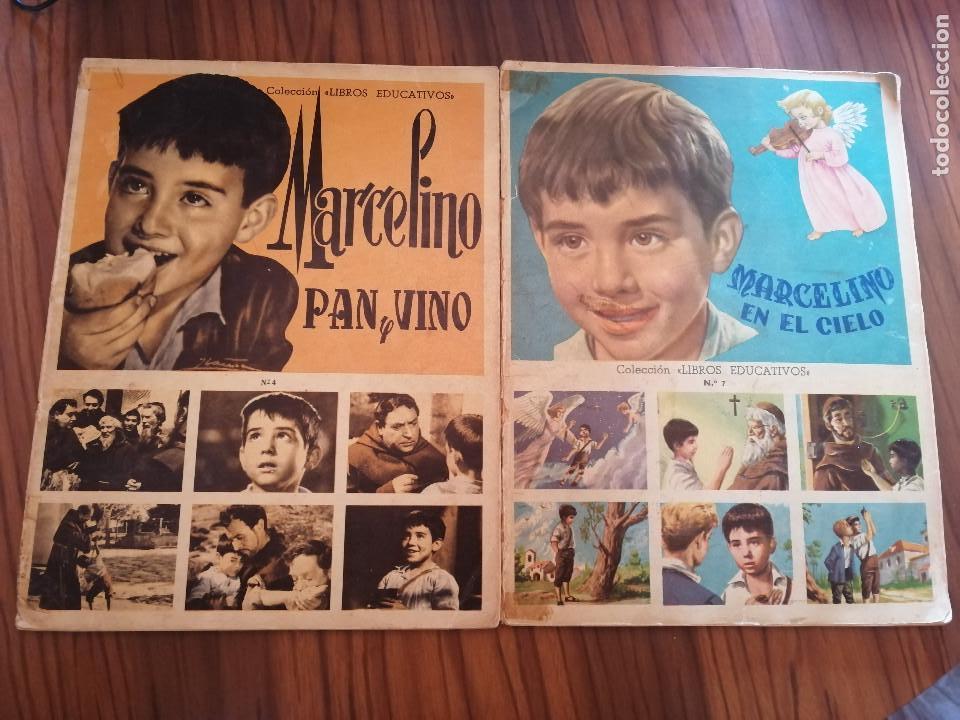 Colección «LIBROS EDUCATIVOS»
Marcelino
PAN y VINO
Nº 4
MARCELINO
EN EL CIELO
Colección «LIBROS EDUCATIVOS»
N.º 7
todocoleccion